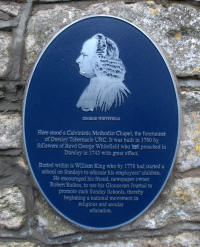 GEORGE WHITEFIELD
Here stood a Calvinistic Methodist Chapel, the forerunner
of Dursley Tabernacle URC. It was built in 1760 by
followers of Revd George Whitefield who had preached in
Dursley in 1743 with great effect.
Buried within is William King who by 1774 had started a
school on Sundays to educate his employees' children.
He encouraged his friend, newspaper owner
Robert Raikes, to use his Gloucester Journal to
promote such Sunday Schools, thereby
beginning a national movement in
religious and secular
education.